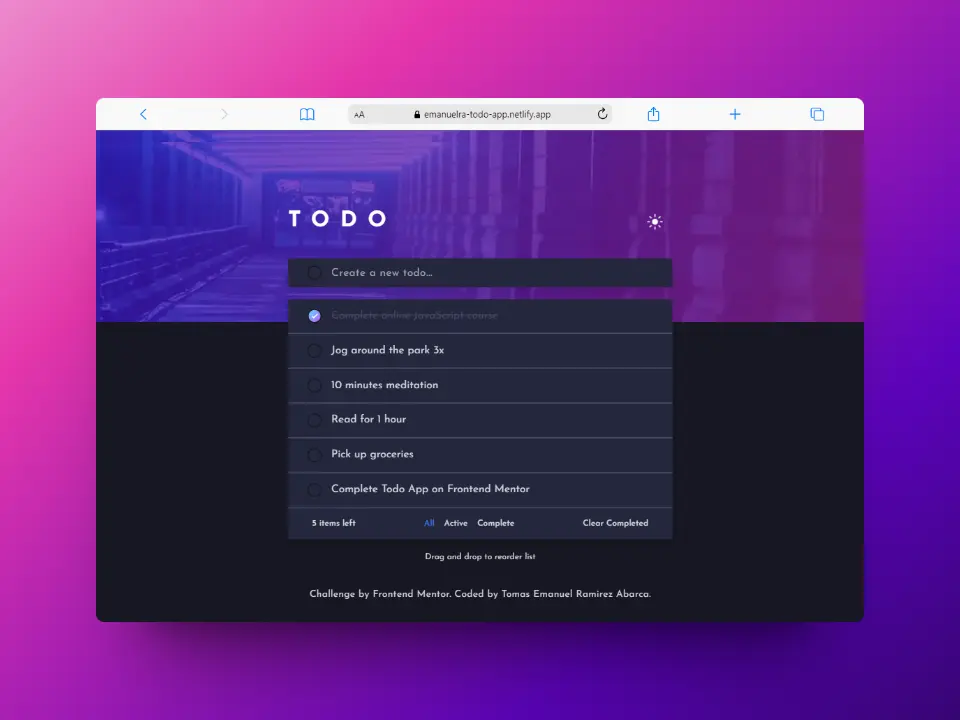 AA emanuelra-todo-app.netlify.app
TODO
Create a new todo...
Complete online JavaScript course
Jog around the park 3x
10 minutes meditation
Read for 1 hour
Pick up groceries
Complete Todo App on Frontend Mentor
5 items left All Active Complete Clear Completed
Drag and drop to reorder list
Challenge by Frontend Mentor. Coded by Tomas Emanuel Ramirez Abarca.